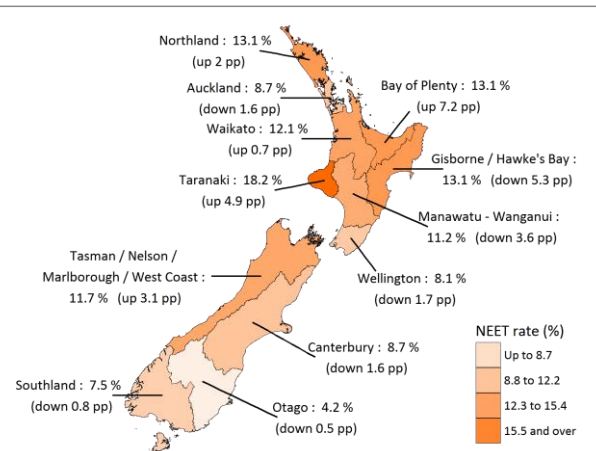 Northland : 13.1 %
(up 2 pp)
Auckland : 8.7 %
(down 1.6 pp)
Bay of Plenty : 13.1%
(up 7.2 pp)
Waikato : 12.1 %
(up 0.7 pp)
Gisborne / Hawke's Bay :
13.1 % (down 5.3 pp)
Taranaki : 18.2 %
(up 4.9 pp)
Manawatu - Wanganui :
11.2 % (down 3.6 pp)
Tasman / Nelson /
Marlborough / West Coast :
11.7 % (up 3.1 pp)
Wellington : 8.1 %
(down 1.7 pp)
Canterbury : 8.7 %
(down 1.6 pp)
Southland : 7.5 %
(down 0.8 pp)
Otago : 4.2 %
(down 0.5 pp)
NEET rate (%)
Up to 8.7
8.8 to 12.2
12.3 to 15.4
15.5 and over